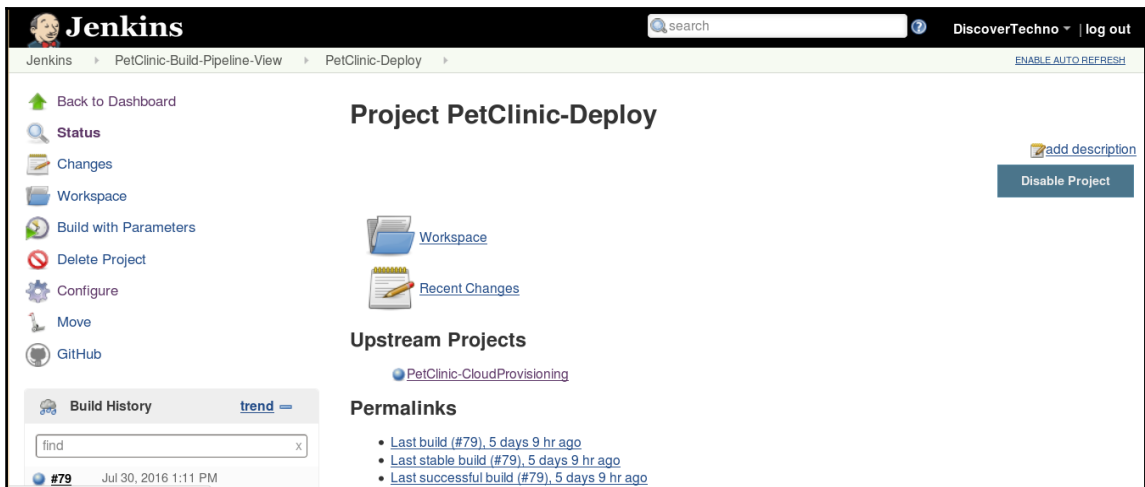 Jenkins
search
DiscoverTechno
| log out
Jenkins
PetClinic-Build-Pipeline-View
PetClinic-Deploy
ENABLE AUTO REFRESH
Back to Dashboard
Status
Changes
Workspace
Build with Parameters
Delete Project
Configure
Move
GitHub
Build History
trend
find
x
#79
Jul 30, 2016 1:11 PM
Project PetClinic-Deploy
add description
Disable Project
Workspace
Recent Changes
Upstream Projects
PetClinic-CloudProvisioning
Permalinks
Last build (#79), 5 days 9 hr ago
Last stable build (#79), 5 days 9 hr ago
Last successful build (#79), 5 days 9 hr ago